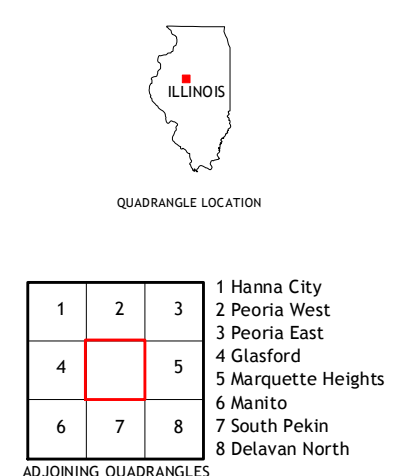 ILLINOIS
QUADRANGLE LOCATION
1 2 3
4 5
6 7 8
1 Hanna City
2 Peoria West
3 Peoria East
4 Glasford
5 Marquette Heights
6 Manito
7 South Pekin
8 Delavan North
ADJOINING QUADRANGLES